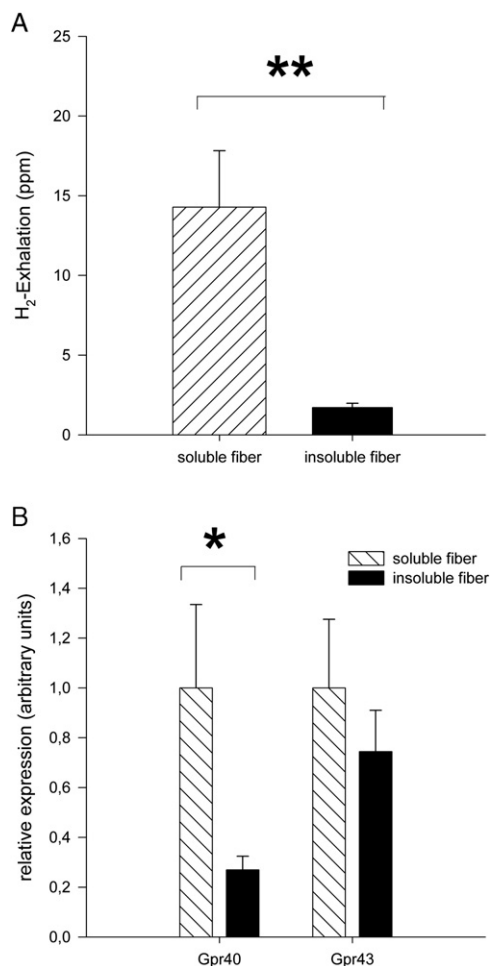 A
25
20
15
10
5
0
H2-Exhalation (ppm)
**
soluble fiber
insoluble fiber
B
1,6
1,4
1,2
1,0
0,8
0,6
0,4
0,2
0,0
relative expression (arbitrary units)
*
soluble fiber
insoluble fiber
Gpr40
Gpr43